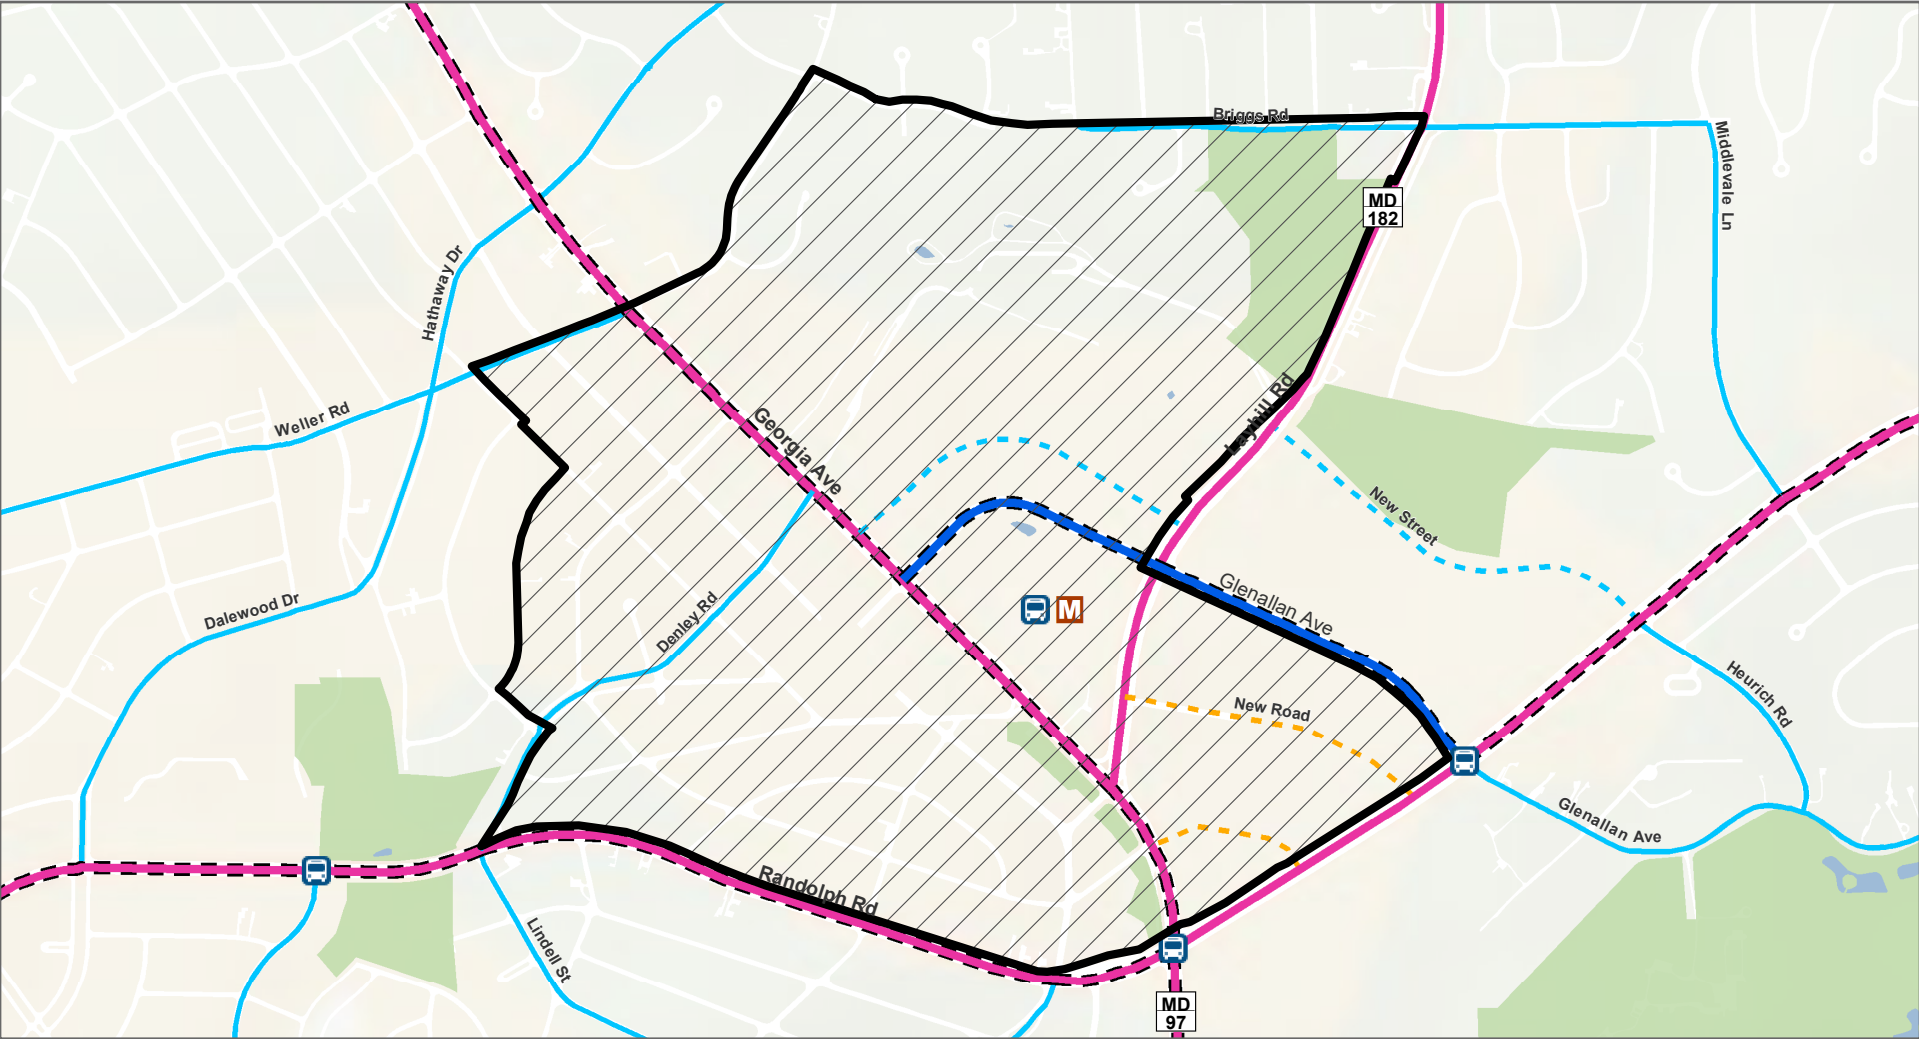 Briggs Rd
Middlevale Ln
MD
182
Hathaway Dr
Weller Rd
Georgia Ave
Layhill Rd
New Street
Dalewood Dr
Denley Rd
M
Glenallan Ave
Heurich Rd
New Road
Glenallan Ave
Randolph Rd
Lindell St
MD
97